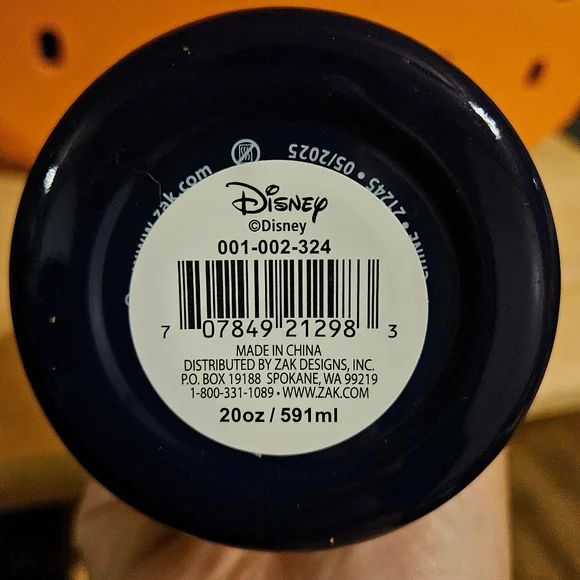 www.zak.com
21245 • 05/2025
Disney
©Disney
001-002-324
7 07849 21298 3
MADE IN CHINA
DISTRIBUTED BY ZAK DESIGNS, INC.
P.O. BOX 19188 SPOKANE, WA 99219
1-800-331-1089 • WWW.ZAK.COM
20oz / 591ml